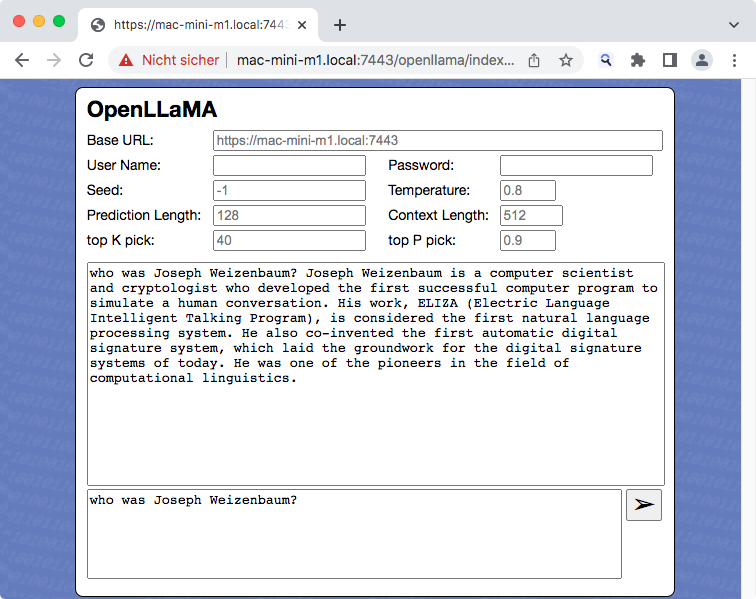 https://mac-mini-m1.local:744
Nicht sicher | mac-mini-m1.local:7443/openllama/index...
OpenLLaMA
Base URL: https://mac-mini-m1.local:7443
User Name: Password:
Seed: -1 Temperature: 0.8
Prediction Length: 128 Context Length: 512
top K pick: 40 top P pick: 0.9
who was Joseph Weizenbaum? Joseph Weizenbaum is a computer scientist
and cryptologist who developed the first successful computer program to
simulate a human conversation. His work, ELIZA (Electric Language
Intelligent Talking Program), is considered the first natural language
processing system. He also co-invented the first automatic digital
signature system, which laid the groundwork for the digital signature
systems of today. He was one of the pioneers in the field of
computational linguistics.
who was Joseph Weizenbaum?